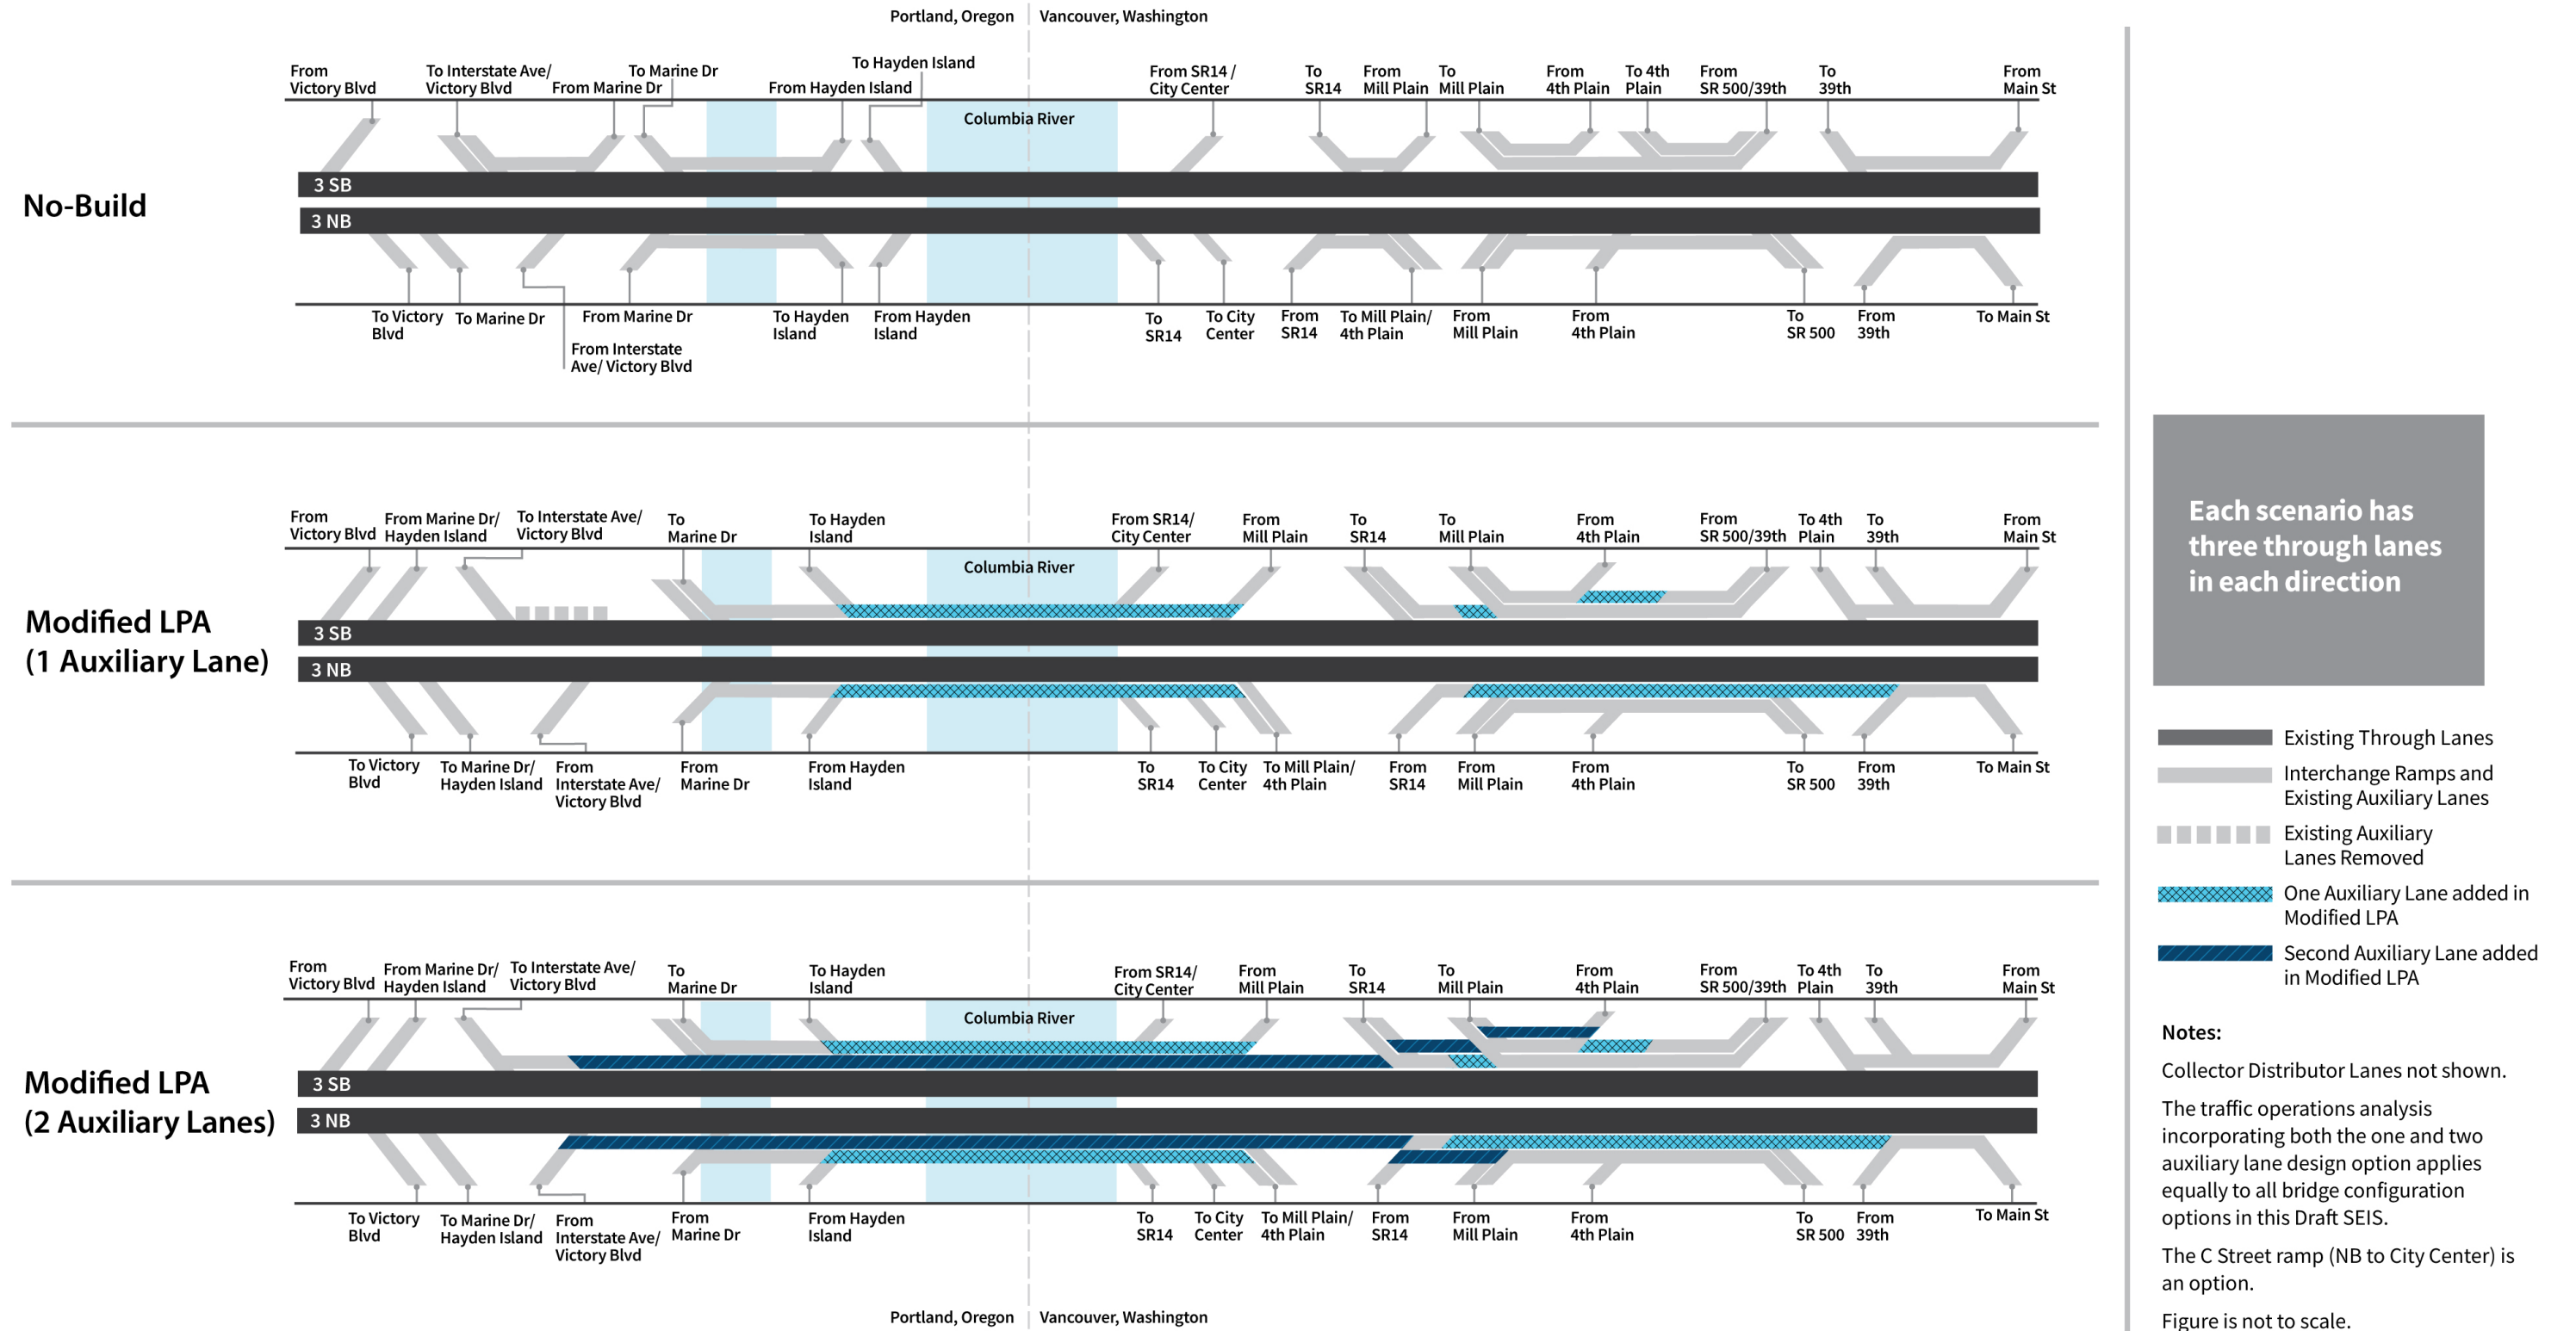 Portland, Oregon
Vancouver, Washington
No-Build
From
Victory Blvd
To Interstate Ave/
Victory Blvd
From Marine Dr
To Marine Dr
From Hayden Island
To Hayden Island
Columbia River
From SR14 /
City Center
To
SR14
From
Mill Plain
To
Mill Plain
From
4th Plain
To 4th
Plain
From
SR 500/39th
To
39th
From
Main St
3 SB
3 NB
To Victory
Blvd
To Marine Dr
From Interstate
Ave/ Victory Blvd
From Marine Dr
To Hayden
Island
From Hayden
Island
To
SR14
To City
Center
From
SR14
To Mill Plain/
4th Plain
From
Mill Plain
From
4th Plain
To
SR 500
From
39th
To Main St
Modified LPA
(1 Auxiliary Lane)
From
Victory Blvd
From Marine Dr/
Hayden Island
To Interstate Ave/
Victory Blvd
To
Marine Dr
To Hayden
Island
Columbia River
From SR14/
City Center
From
Mill Plain
To
SR14
To
Mill Plain
From
4th Plain
From
SR 500/39th
To 4th
Plain
To
39th
From
Main St
3 SB
3 NB
To Victory
Blvd
To Marine Dr/
Hayden Island
From
Interstate Ave/
Victory Blvd
From
Marine Dr
From Hayden
Island
To
SR14
To City
Center
To Mill Plain/
4th Plain
From
SR14
From
Mill Plain
From
4th Plain
To
SR 500
From
39th
To Main St
Modified LPA
(2 Auxiliary Lanes)
From
Victory Blvd
From Marine Dr/
Hayden Island
To Interstate Ave/
Victory Blvd
To
Marine Dr
To Hayden
Island
Columbia River
From SR14/
City Center
From
Mill Plain
To
SR14
To
Mill Plain
From
4th Plain
From
SR 500/39th
To 4th
Plain
To
39th
From
Main St
3 SB
3 NB
To Victory
Blvd
To Marine Dr/
Hayden Island
From
Interstate Ave/
Victory Blvd
From
Marine Dr
From Hayden
Island
To
SR14
To City
Center
To Mill Plain/
4th Plain
From
SR14
From
Mill Plain
From
4th Plain
To
SR 500
From
39th
To Main St
Portland, Oregon
Vancouver, Washington
Each scenario has
three through lanes
in each direction
Existing Through Lanes
Interchange Ramps and
Existing Auxiliary Lanes
Existing Auxiliary
Lanes Removed
One Auxiliary Lane added in
Modified LPA
Second Auxiliary Lane added
in Modified LPA
Notes:
Collector Distributor Lanes not shown.
The traffic operations analysis
incorporating both the one and two
auxiliary lane design option applies
equally to all bridge configuration
options in this Draft SEIS.
The C Street ramp (NB to City Center) is
an option.
Figure is not to scale.